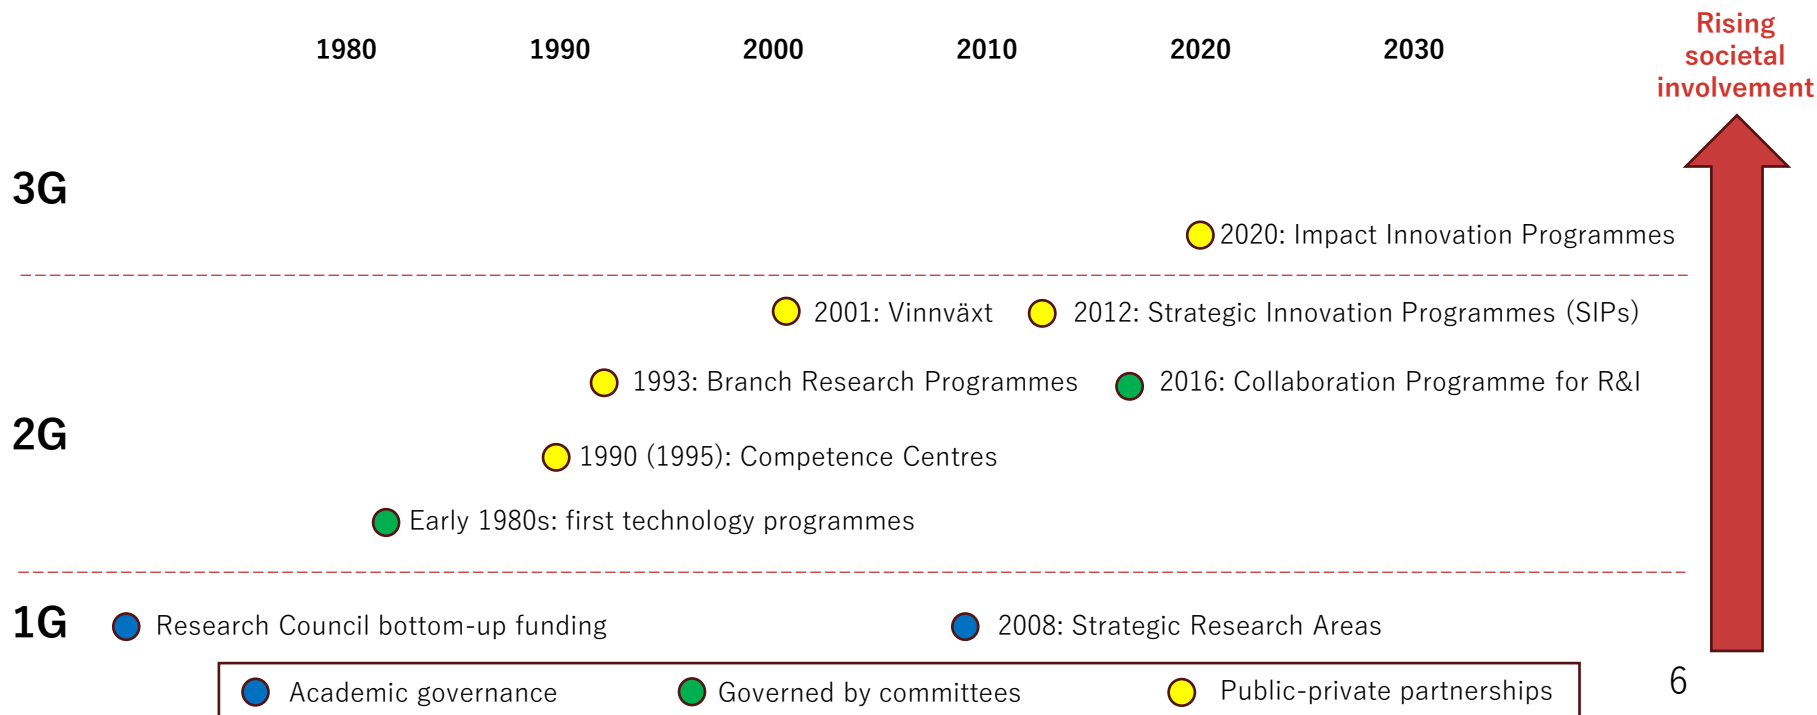 1980 1990 2000 2010 2020 2030
Rising
societal
involvement
3G
2020: Impact Innovation Programmes
2001: Vinnväxt
2012: Strategic Innovation Programmes (SIPs)
1993: Branch Research Programmes
2016: Collaboration Programme for R&I
2G
1990 (1995): Competence Centres
Early 1980s: first technology programmes
1G
Research Council bottom-up funding
2008: Strategic Research Areas
Academic governance
Governed by committees
Public-private partnerships
6